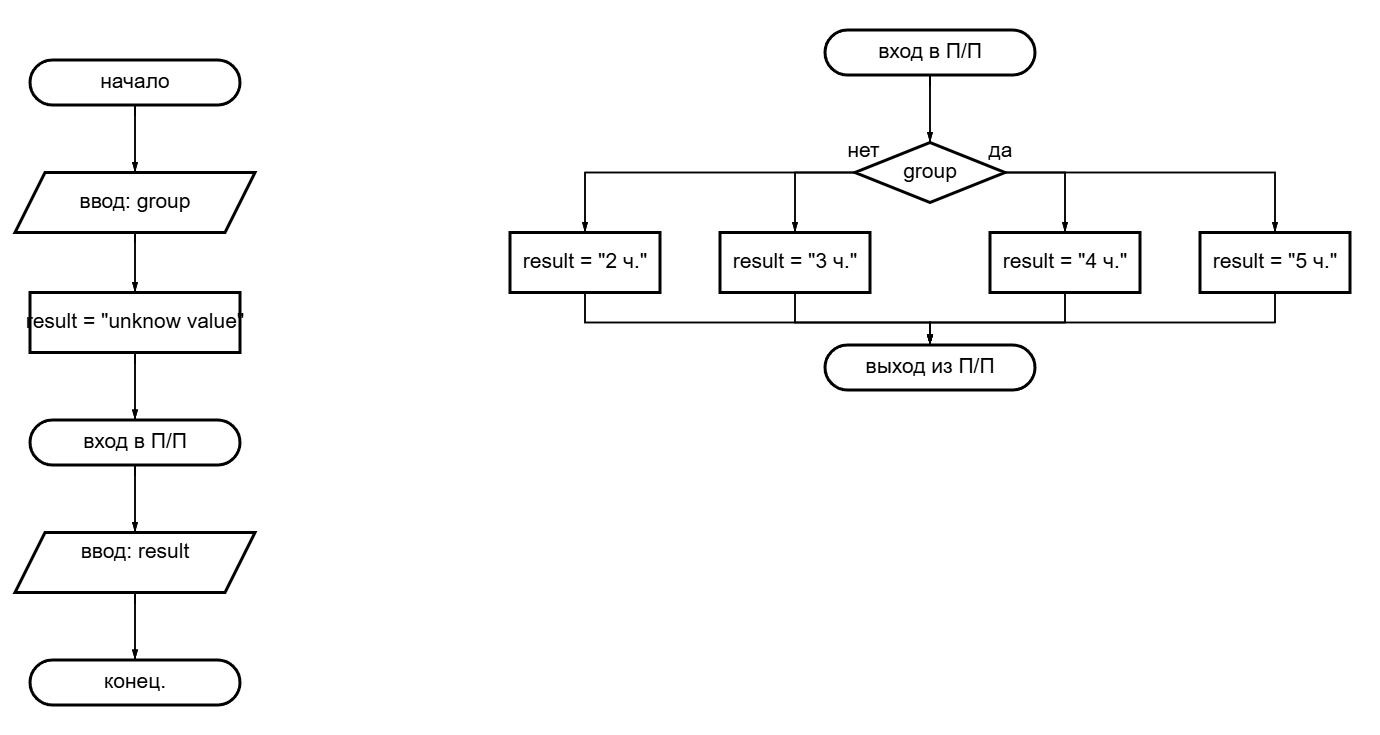 начало
ввод: group
result = "unknow value"
вход в П/П
ввод: result
конец.
вход в П/П
нет
да
group
result = "2 ч."
result = "3 ч."
result = "4 ч."
result = "5 ч."
выход из П/П